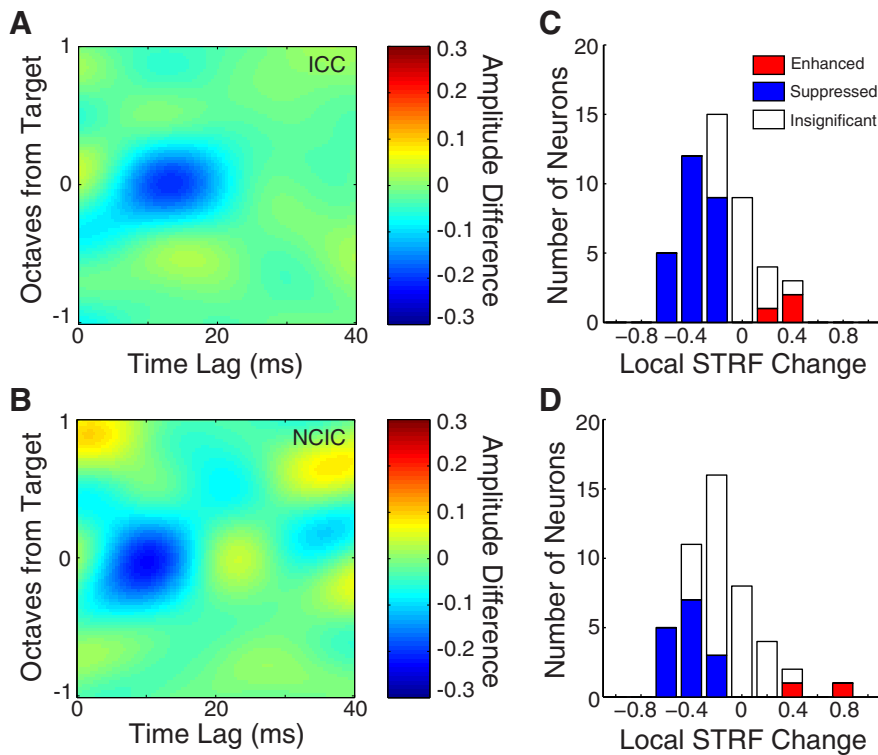 A
ICC
Octaves from Target
1
0
-1
0
20
40
Time Lag (ms)
0.3
0.2
0.1
0
-0.1
-0.2
-0.3
Amplitude Difference
C
Number of Neurons
20
15
10
5
0
Enhanced
Suppressed
Insignificant
−0.8
−0.4
0
0.4
0.8
Local STRF Change
B
NCIC
Octaves from Target
1
0
-1
0
20
40
Time Lag (ms)
0.3
0.2
0.1
0
-0.1
-0.2
-0.3
Amplitude Difference
D
Number of Neurons
20
15
10
5
0
−0.8
−0.4
0
0.4
0.8
Local STRF Change